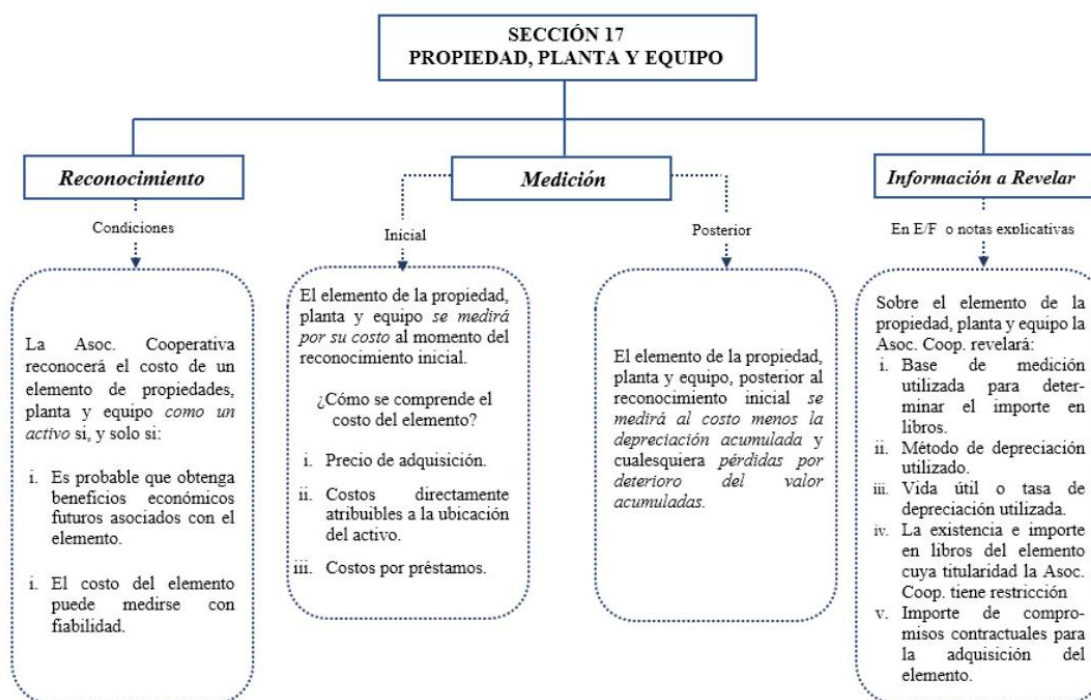 SECCIÓN 17
PROPIEDAD, PLANTA Y EQUIPO
Reconocimiento
Condiciones
La Asoc. Cooperativa
reconocerá el costo de un
elemento de propiedades,
planta y equipo como un
activo si, y solo si:
i. Es probable que obtenga
beneficios económicos
futuros asociados con el
elemento.
i. El costo del elemento
puede medirse con
fiabilidad.
Medición
Inicial
El elemento de la propiedad,
planta y equipo se medirá
por su costo al momento del
reconocimiento inicial.
¿Cómo se comprende el
costo del elemento?
i. Precio de adquisición.
ii. Costos directamente
atribuibles a la ubicación
del activo.
iii. Costos por préstamos.
Posterior
El elemento de la propiedad,
planta y equipo, posterior al
reconocimiento inicial se
medirá al costo menos la
depreciación acumulada y
cualesquiera pérdidas por
deterioro del valor
acumuladas.
Información a Revelar
En E/F o notas explicativas
Sobre el elemento de la
propiedad, planta y equipo la
Asoc. Coop. revelará:
i. Base de medición
utilizada para deter-
minar el importe en
libros.
ii. Método de depreciación
utilizado.
iii. Vida útil o tasa de
depreciación utilizada.
iv. La existencia e importe
en libros del elemento
cuya titularidad la Asoc.
Coop. tiene restricción
v. Importe de compro-
misos contractuales para
la adquisición del
elemento.